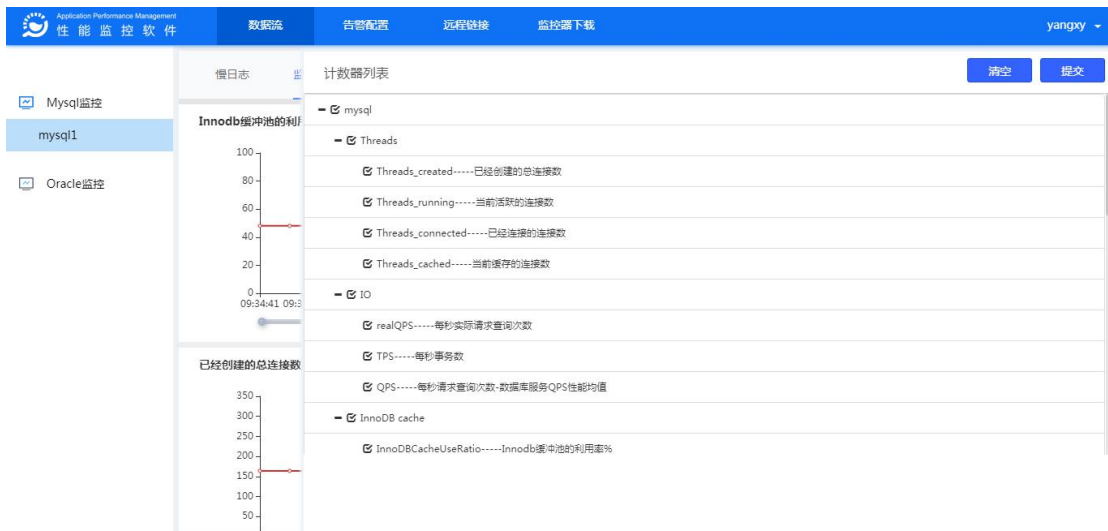 Application Performance Management
性能监控软件
数据流
告警配置
远程链接
监控器下载
yangxy
Mysql监控
mysql1
Oracle监控
慢日志
Innodb缓冲池的利
100
80
60
40
20
0
09:34:41 09:3
已经创建的总连接数
350
300
250
200
150
100
50
计数器列表
清空
提交
mysql
Threads
Threads_created-----已经创建的总连接数
Threads_running-----当前活跃的连接数
Threads_connected-----已经连接的连接数
Threads_cached-----当前缓存的连接数
IO
realQPS-----每秒实际请求查询次数
TPS-----每秒事务数
QPS-----每秒请求查询次数-数据库服务QPS性能均值
InnoDB cache
InnoDBCacheUseRatio-----Innodb缓冲池的利用率%